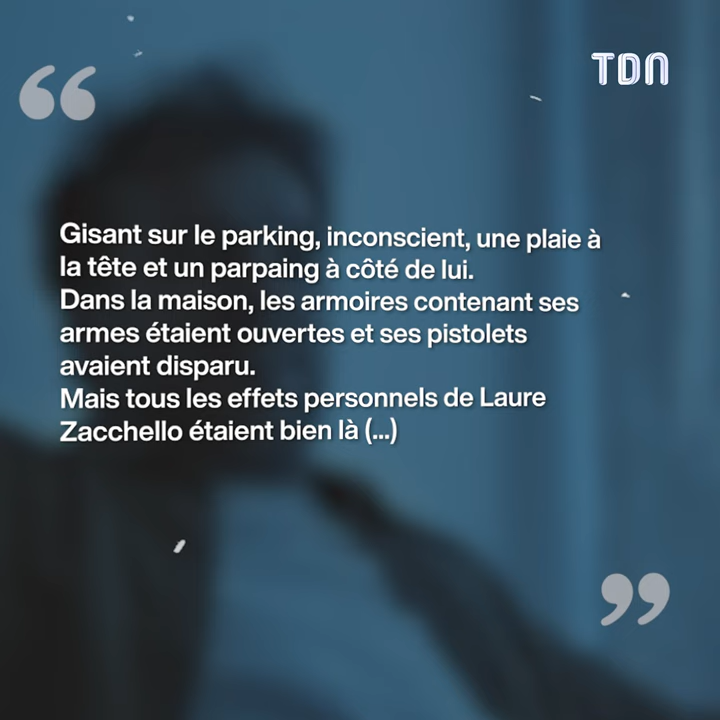 TDN
“
Gisant sur le parking, inconscient, une plaie à
la tête et un parpaing à côté de lui.
Dans la maison, les armoires contenant ses
armes étaient ouvertes et ses pistolets
avaient disparu.
Mais tous les effets personnels de Laure
Zacchello étaient bien là (...)
”